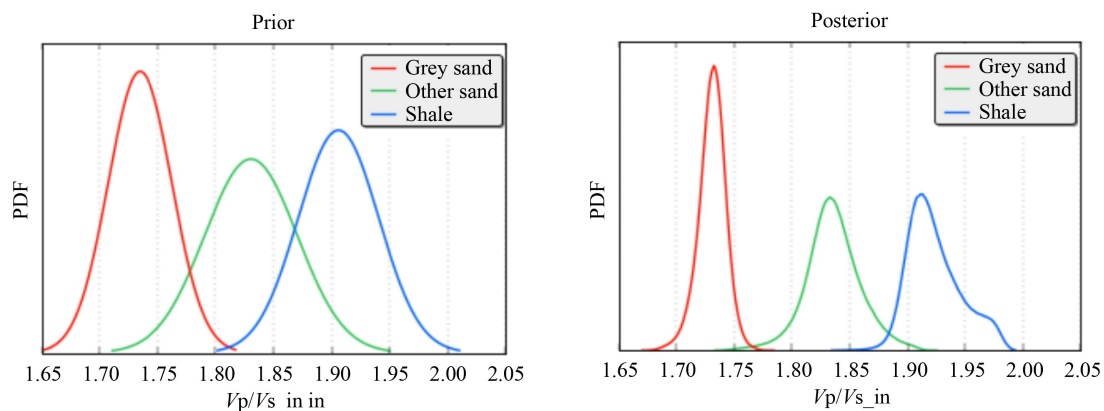 Prior
PDF
Grey sand
Other sand
Shale
1.65 1.70 1.75 1.80 1.85 1.90 1.95 2.00 2.05
Vp/Vs in in
Posterior
PDF
Grey sand
Other sand
Shale
1.65 1.70 1.75 1.80 1.85 1.90 1.95 2.00 2.05
Vp/Vs_in